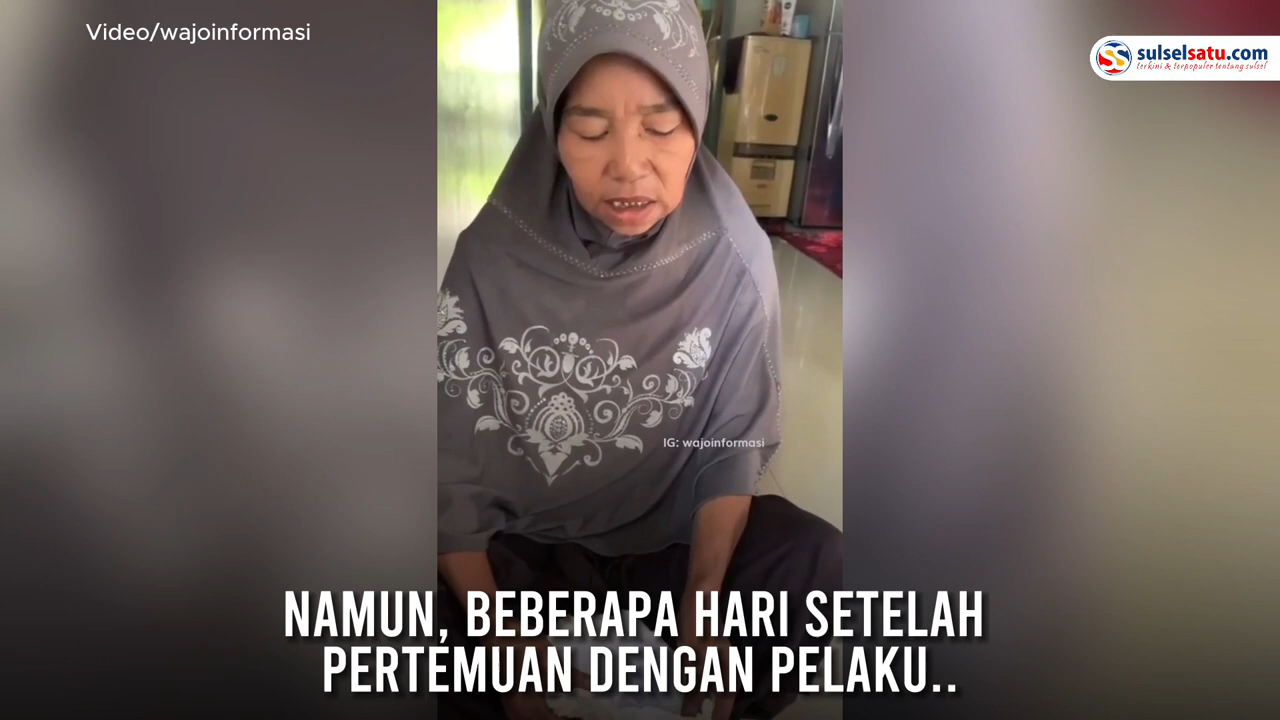 Video/wajoinformasi
sulselsatu.com
terkini & terpopuler tentang sulsel
IG: wajoinformasi
NAMUN, BEBERAPA HARI SETELAH
PERTEMUAN DENGAN PELAKU..